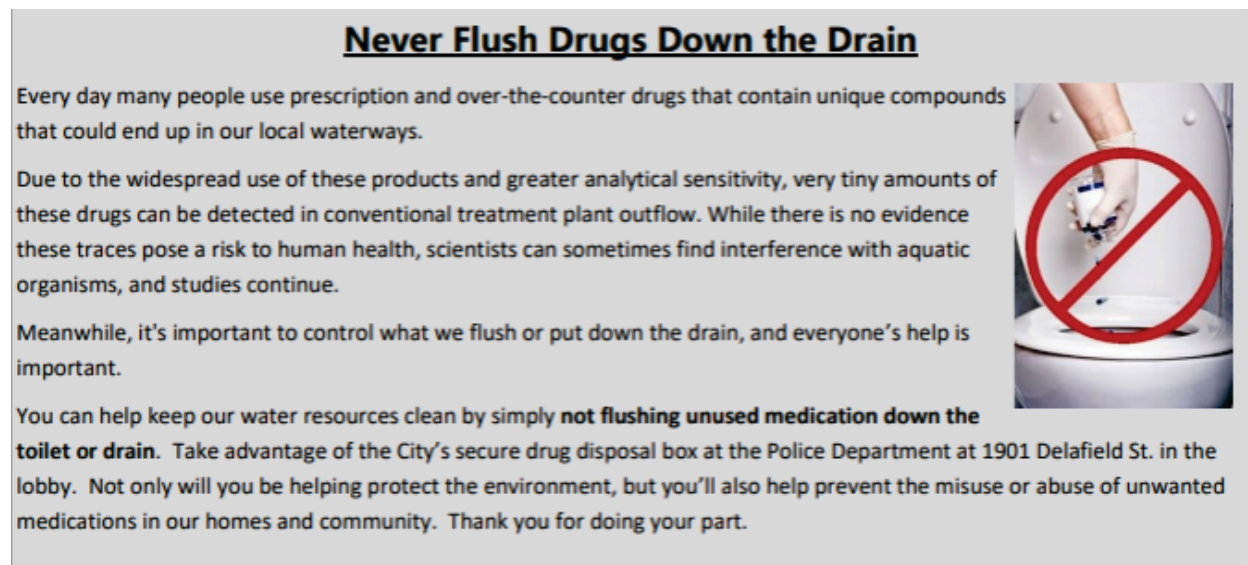 Never Flush Drugs Down the Drain
Every day many people use prescription and over-the-counter drugs that contain unique compounds
that could end up in our local waterways.
Due to the widespread use of these products and greater analytical sensitivity, very tiny amounts of
these drugs can be detected in conventional treatment plant outflow. While there is no evidence
these traces pose a risk to human health, scientists can sometimes find interference with aquatic
organisms, and studies continue.
Meanwhile, it's important to control what we flush or put down the drain, and everyone’s help is
important.
You can help keep our water resources clean by simply not flushing unused medication down the
toilet or drain.  Take advantage of the City’s secure drug disposal box at the Police Department at 1901 Delafield St. in the
lobby.  Not only will you be helping protect the environment, but you’ll also help prevent the misuse or abuse of unwanted
medications in our homes and community.  Thank you for doing your part.